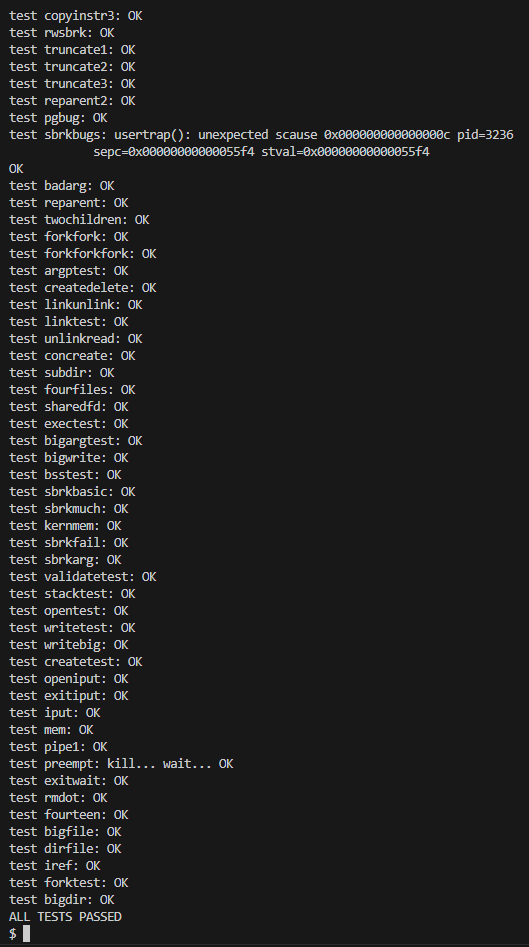 test copyinstr3: OK
test rwsbrk: OK
test truncate1: OK
test truncate2: OK
test truncate3: OK
test reparent2: OK
test pgbug: OK
test sbrkbugs: usertrap(): unexpected scause 0x000000000000000c pid=3236
            sepc=0x00000000000055f4 stval=0x00000000000055f4
OK
test badarg: OK
test reparent: OK
test twochildren: OK
test forkfork: OK
test forkforkfork: OK
test argptest: OK
test createdelete: OK
test linkunlink: OK
test linktest: OK
test unlinkread: OK
test concreate: OK
test subdir: OK
test fourfiles: OK
test sharedfd: OK
test exectest: OK
test bigargtest: OK
test bigwrite: OK
test bsstest: OK
test sbrkbasic: OK
test sbrkmuch: OK
test kernmem: OK
test sbrkfail: OK
test sbrkarg: OK
test validatetest: OK
test stacktest: OK
test opentest: OK
test writetest: OK
test writebig: OK
test createtest: OK
test openiput: OK
test exitiput: OK
test iput: OK
test mem: OK
test pipe1: OK
test preempt: kill... wait... OK
test exitwait: OK
test rmdot: OK
test fourteen: OK
test bigfile: OK
test dirfile: OK
test iref: OK
test forktest: OK
test bigdir: OK
ALL TESTS PASSED
$